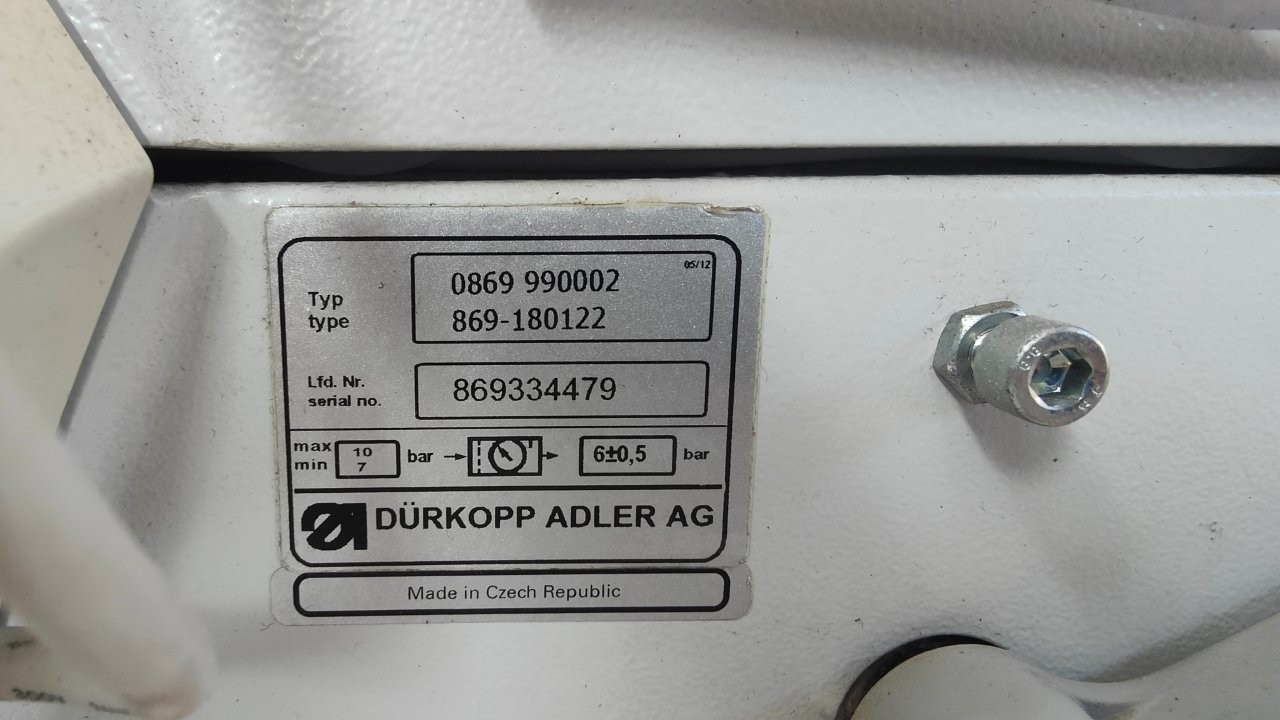 05/12
Typ
type
0869 990002
869-180122
Lfd. Nr.
serial no.
869334479
max
min
10
7
bar
6±0,5
bar
DÜRKOPP ADLER AG
Made in Czech Republic